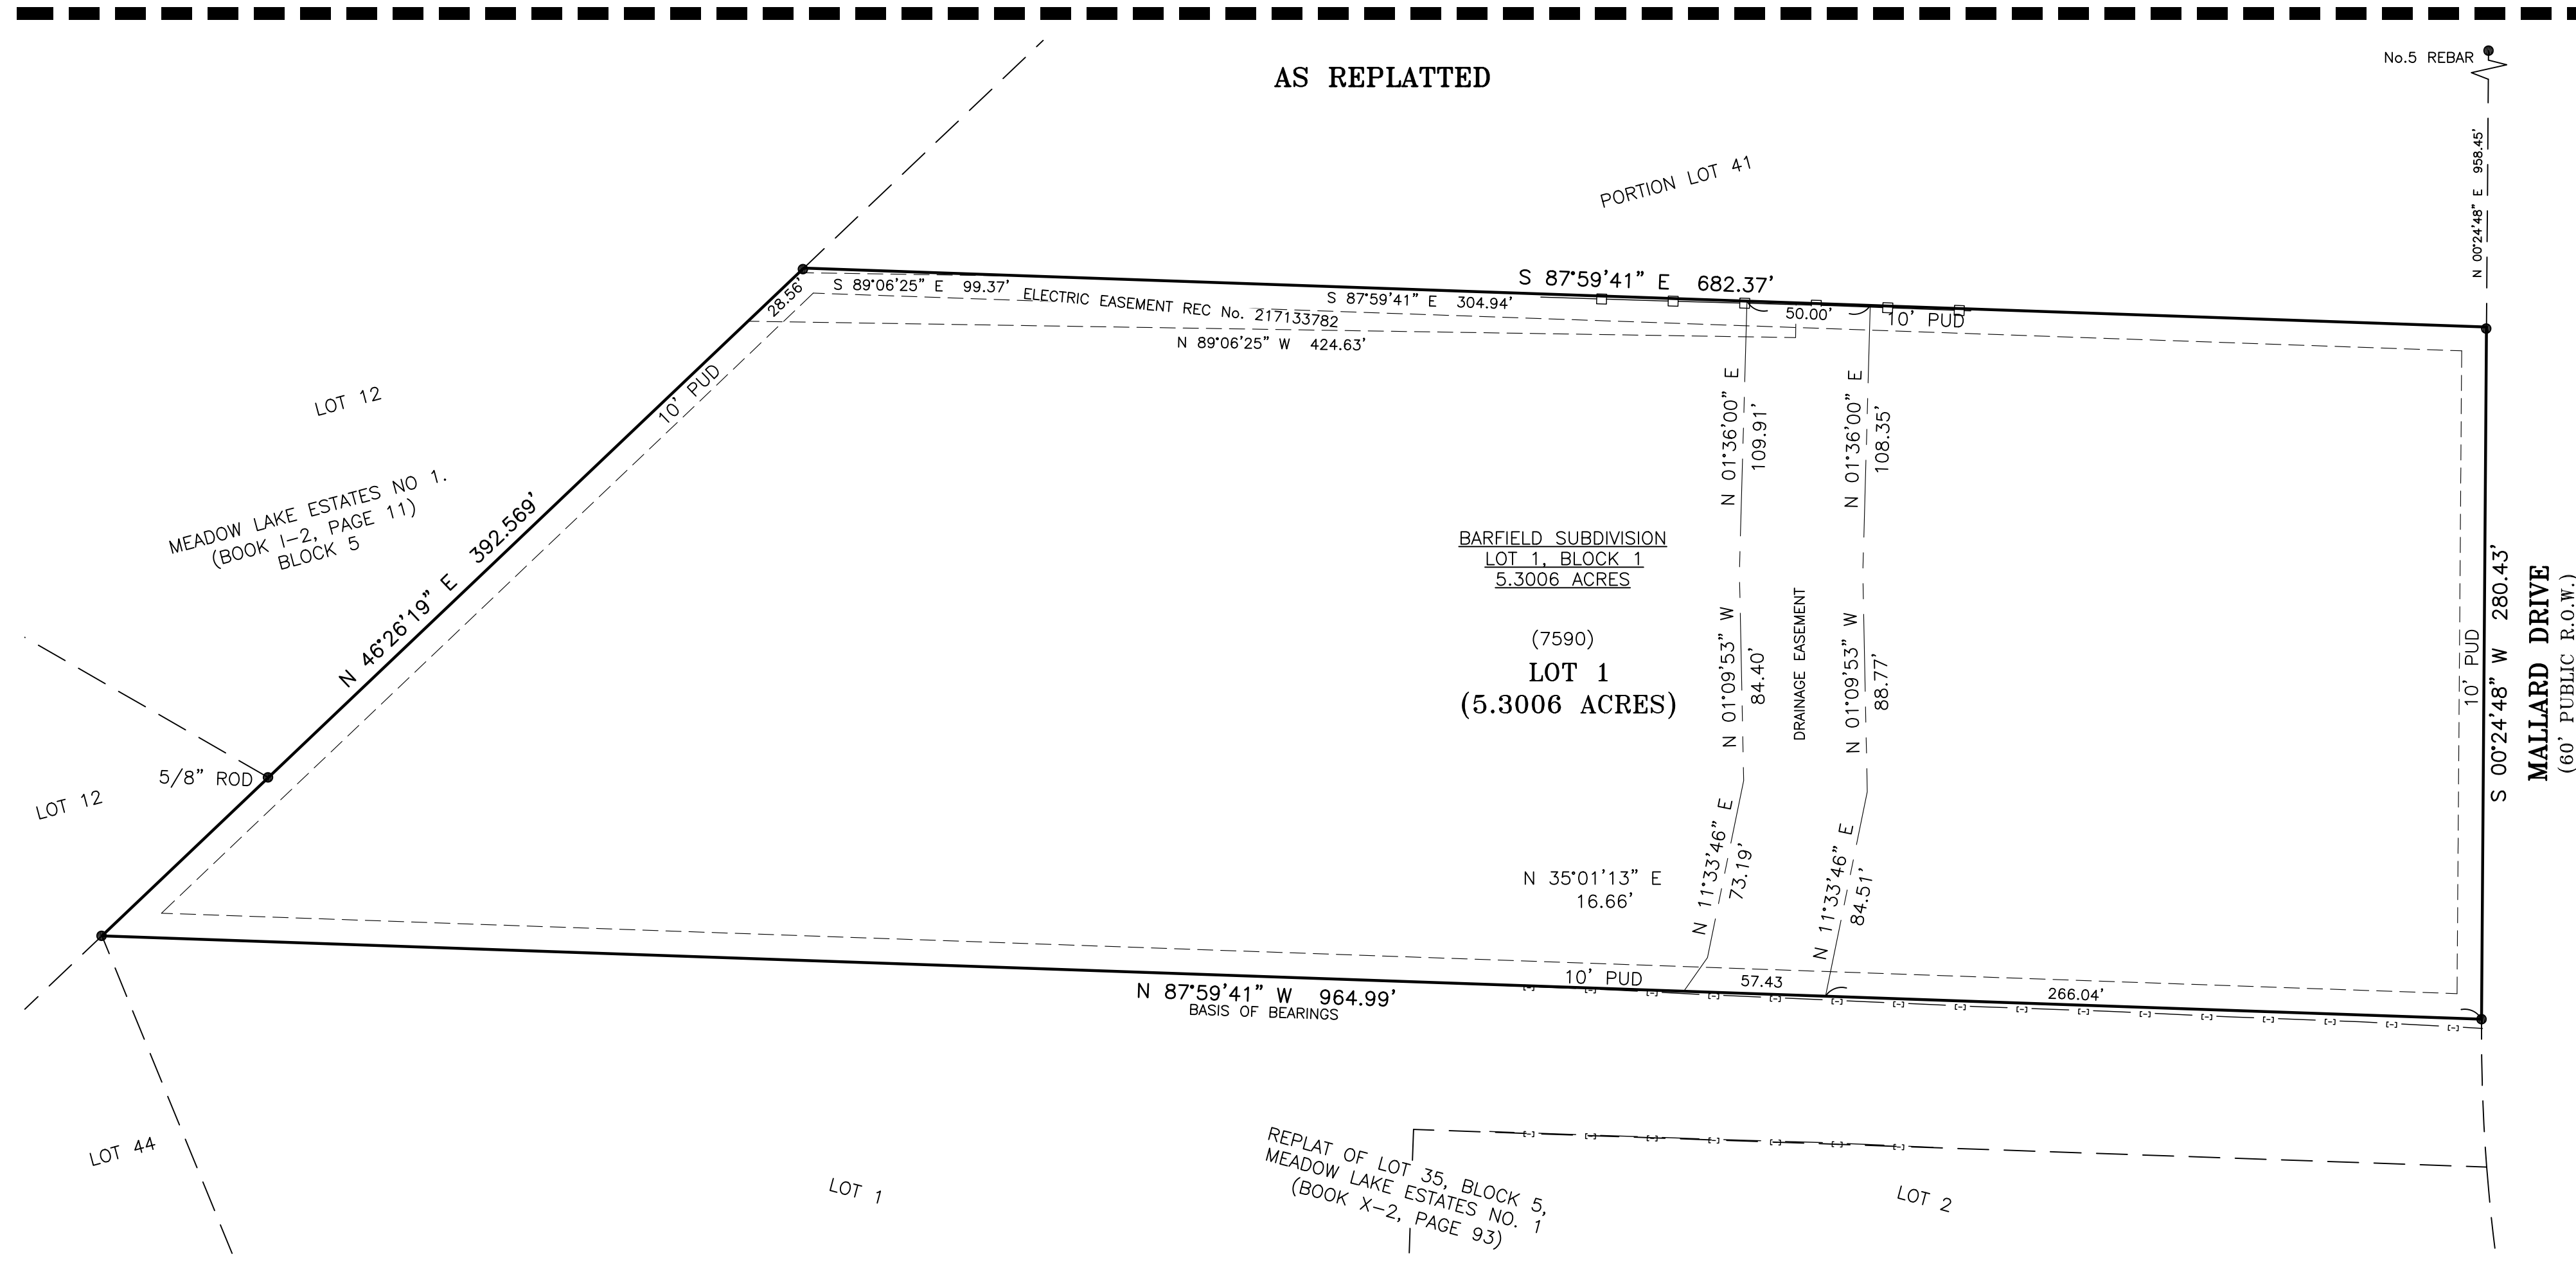 AS REPLATTED
No.5 REBAR
N 00°24'48" E 958.45'
PORTION LOT 41
S 87°59'41" E 682.37'
S 89°06'25" E 99.37'
ELECTRIC EASEMENT REC No. 217133782
S 87°59'41" E 304.94'
28.56'
50.00'
10' PUD
N 89°06'25" W 424.63'
10' PUD
LOT 12
MEADOW LAKE ESTATES NO 1.
(BOOK I-2, PAGE 11)
BLOCK 5
N 46°26'19" E 392.569'
N 01°36'00" E
109.91'
N 01°36'00" E
108.35'
BARFIELD SUBDIVISION
LOT 1, BLOCK 1
5.3006 ACRES
(7590)
LOT 1
(5.3006 ACRES)
N 01°09'53" W
84.40'
DRAINAGE EASEMENT
N 01°09'53" W
88.77'
10' PUD
S 00°24'48" W 280.43'
MALLARD DRIVE
(60' PUBLIC R.O.W.)
5/8" ROD
LOT 12
N 35°01'13" E
16.66'
N 11°33'46" E
73.19'
N 11°33'46" E
84.51'
10' PUD
57.43
266.04'
N 87°59'41" W 964.99'
BASIS OF BEARINGS
LOT 44
LOT 1
REPLAT OF LOT 35, BLOCK 5,
MEADOW LAKE ESTATES NO. 1
(BOOK X-2, PAGE 93)
LOT 2